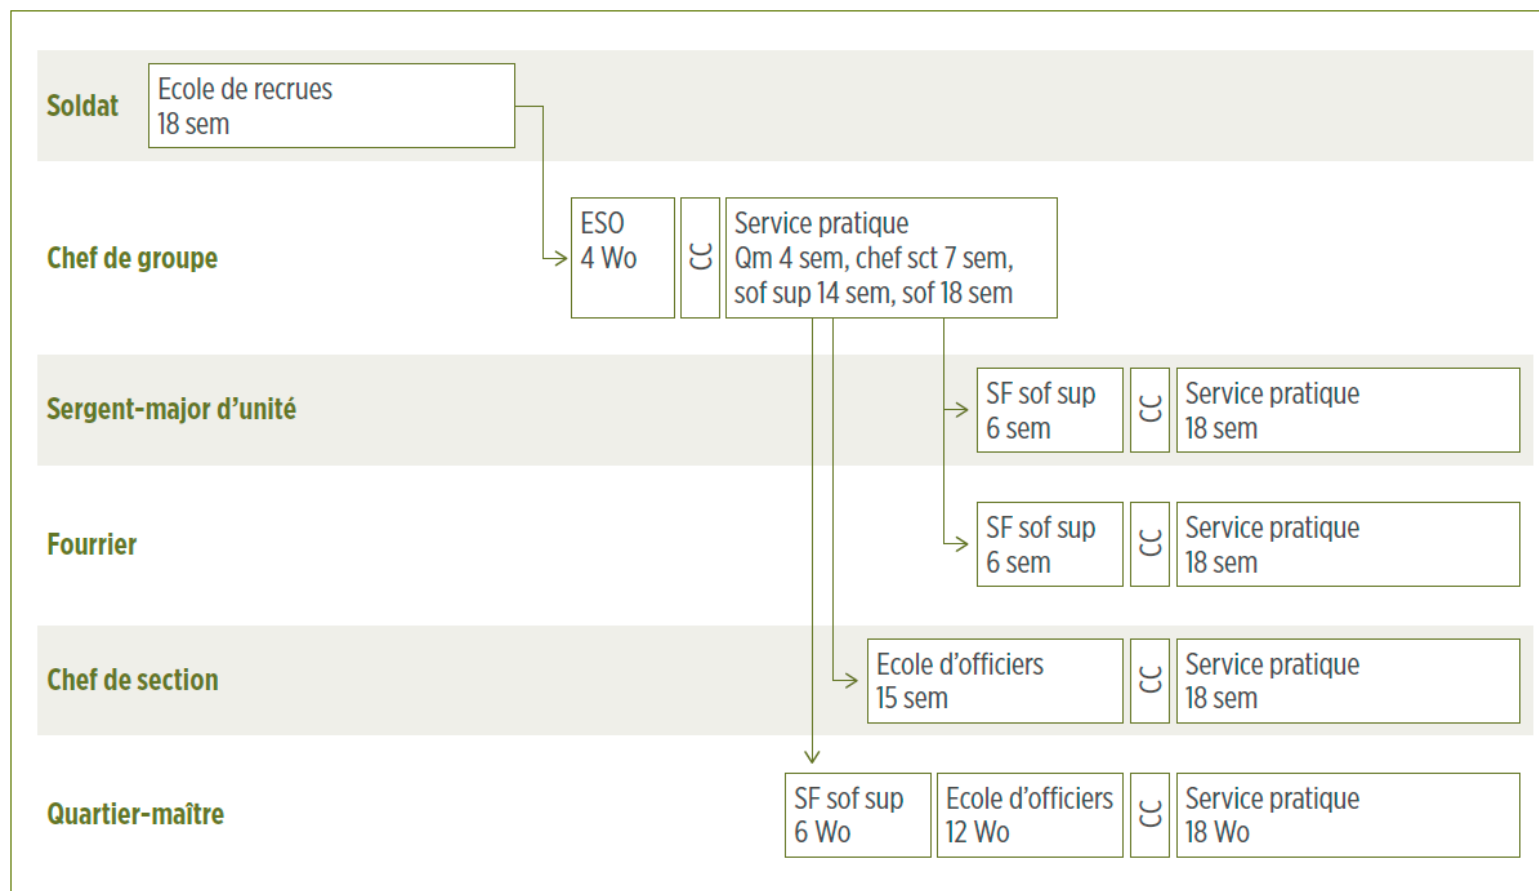 Soldat
Ecole de recrues
18 sem
Chef de groupe
ESO
4 Wo
CC
Service pratique
Qm 4 sem, chef sct 7 sem,
sof sup 14 sem, sof 18 sem
Sergent-major d’unité
SF sof sup
6 sem
CC
Service pratique
18 sem
Fourrier
SF sof sup
6 sem
CC
Service pratique
18 sem
Chef de section
Ecole d’officiers
15 sem
CC
Service pratique
18 sem
Quartier-maître
SF sof sup
6 Wo
Ecole d’officiers
12 Wo
CC
Service pratique
18 Wo